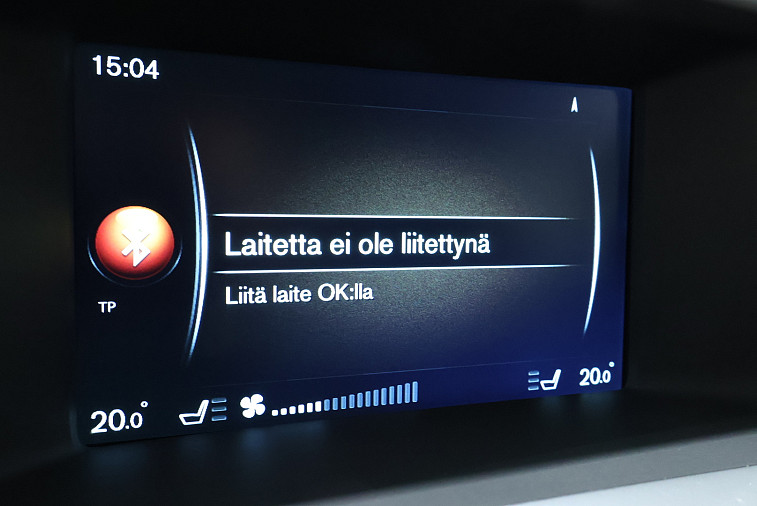 15:04
A
Laitetta ei ole liitettynä
Liitä laite OK:lla
TP
20.0°
20.0°